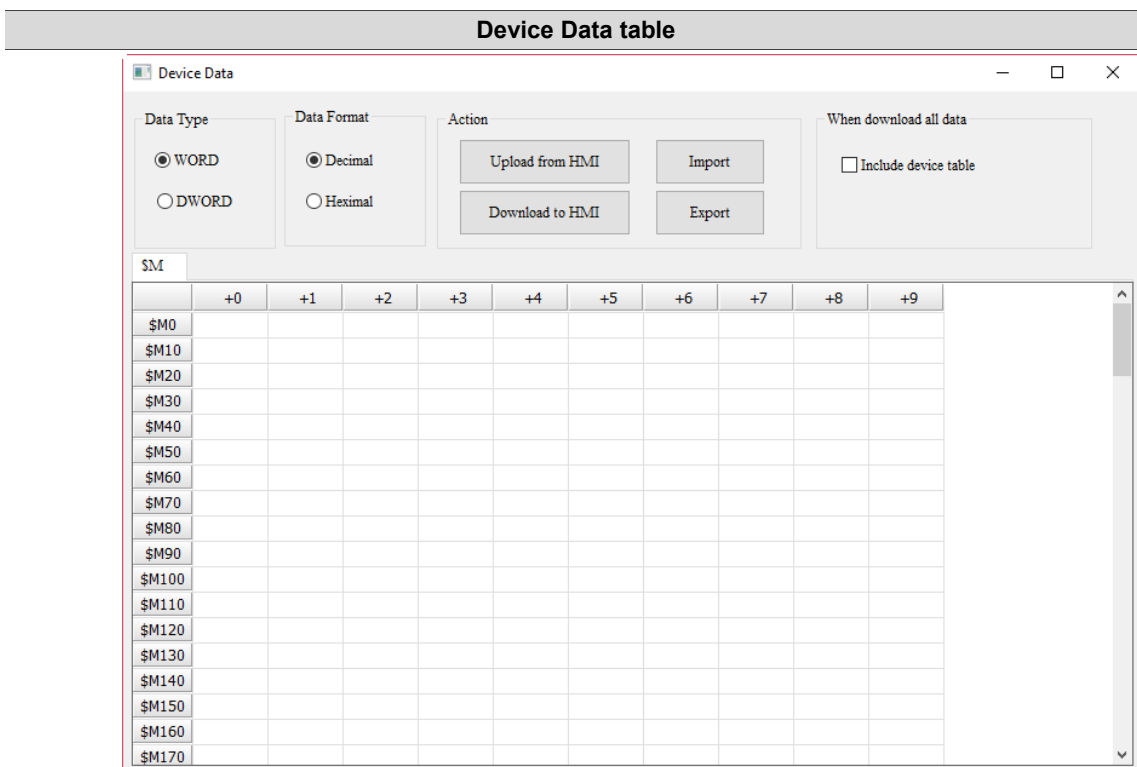 Device Data table
Device Data
Data Type
WORD
DWORD
Data Format
Decimal
Heximal
Action
Upload from HMI
Import
Download to HMI
Export
When download all data
Include device table
$M
+0 +1 +2 +3 +4 +5 +6 +7 +8 +9
$M0
$M10
$M20
$M30
$M40
$M50
$M60
$M70
$M80
$M90
$M100
$M110
$M120
$M130
$M140
$M150
$M160
$M170